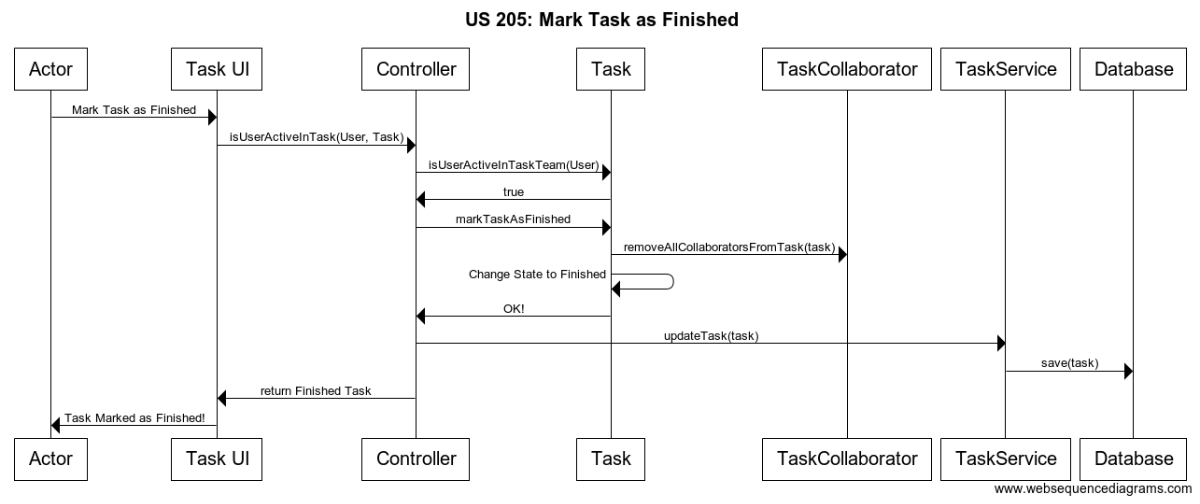 US 205: Mark Task as Finished
Actor Task UI Controller Task TaskCollaborator TaskService Database
Mark Task as Finished
isUserActiveInTask(User, Task)
isUserActiveInTaskTeam(User)
true
markTaskAsFinished
removeAllCollaboratorsFromTask(task)
Change State to Finished
OK!
updateTask(task)
save(task)
return Finished Task
Task Marked as Finished!
Actor Task UI Controller Task TaskCollaborator TaskService Database
www.websequencediagrams.com